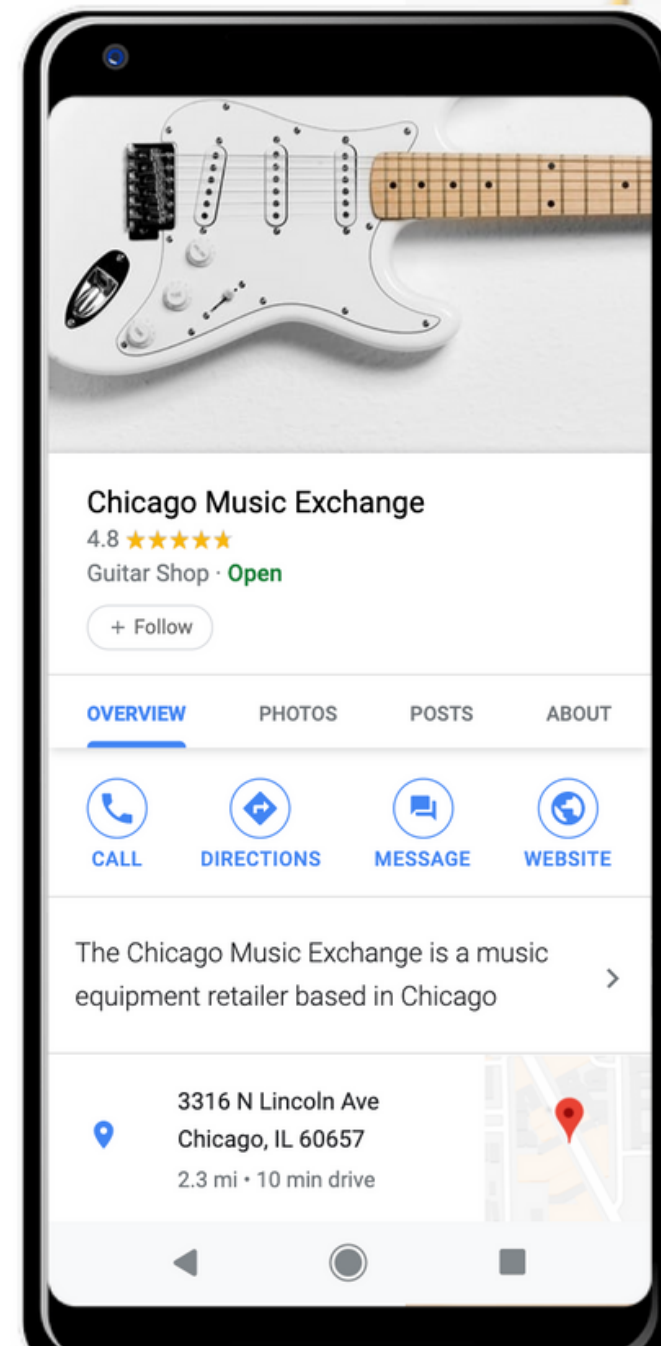 Chicago Music Exchange
4.8
Guitar Shop · Open
+ Follow
OVERVIEW PHOTOS POSTS ABOUT
CALL DIRECTIONS MESSAGE WEBSITE
The Chicago Music Exchange is a music
equipment retailer based in Chicago
3316 N Lincoln Ave
Chicago, IL 60657
2.3 mi • 10 min drive